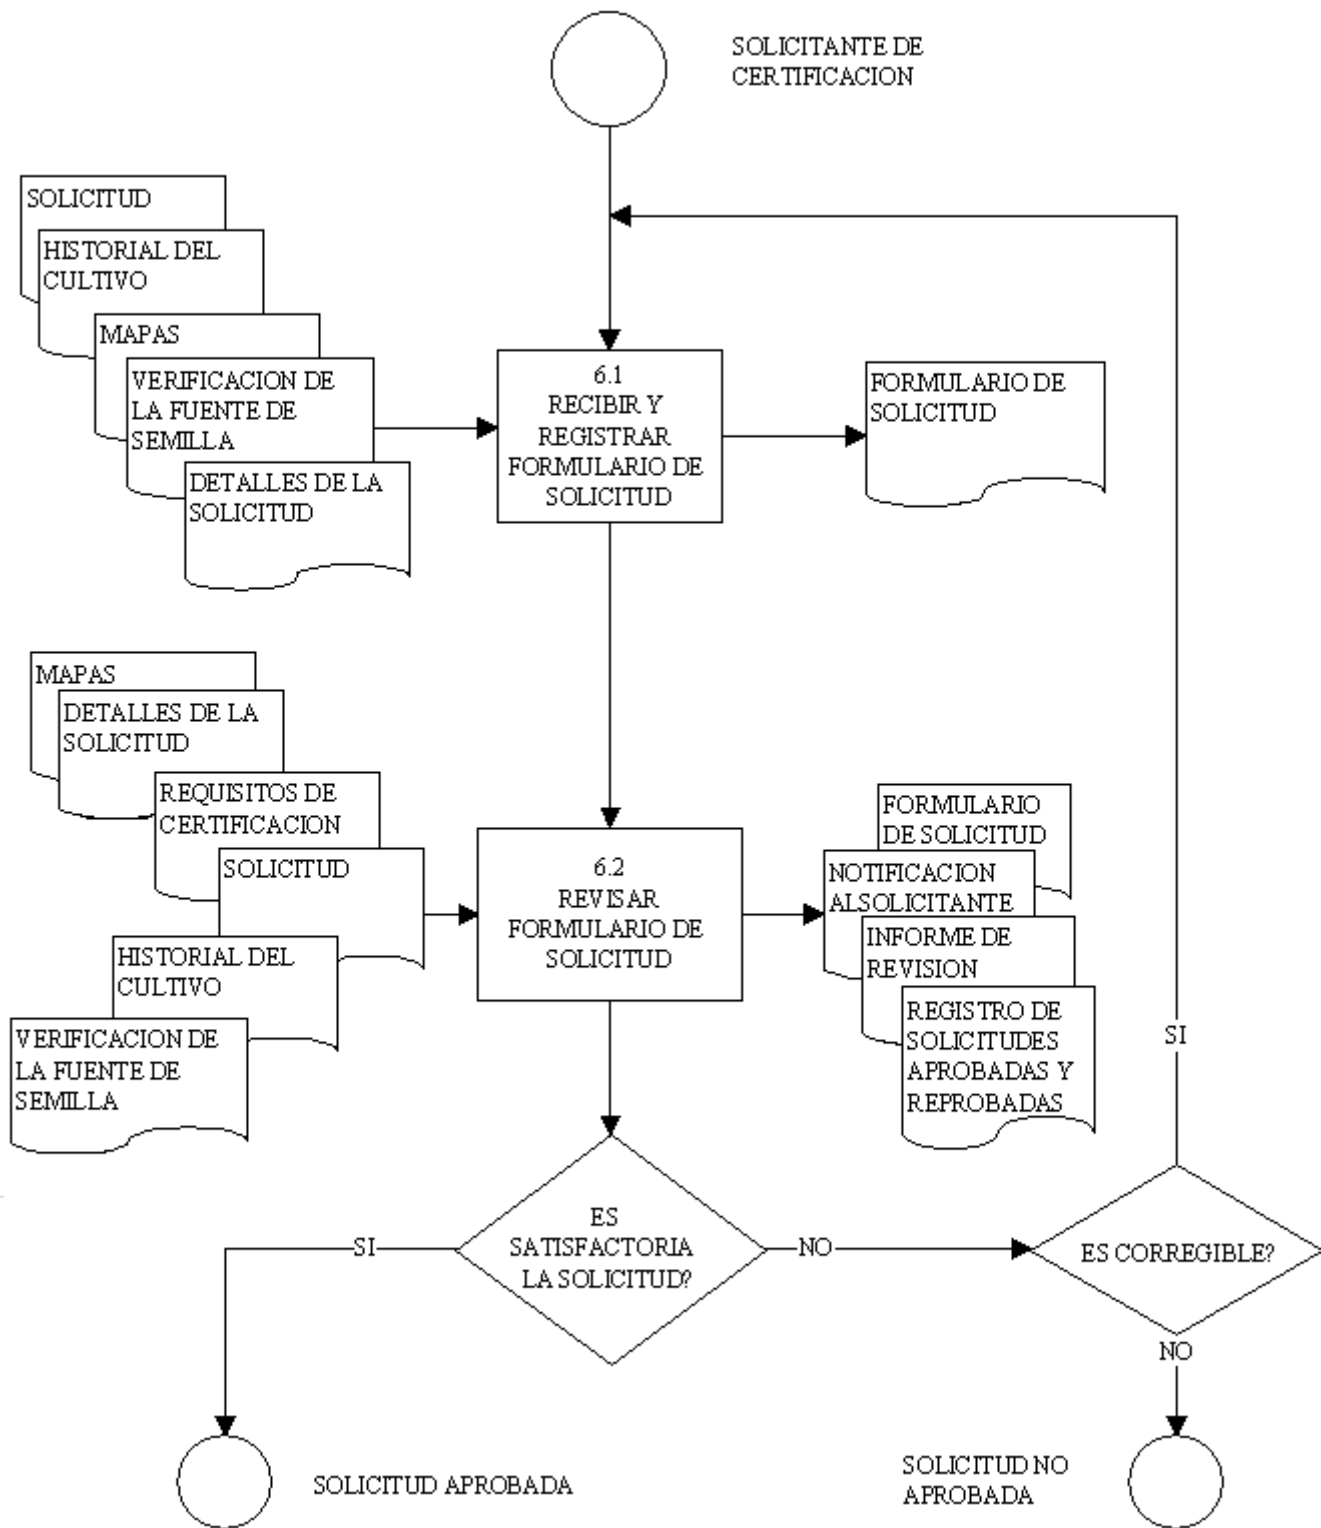 SOLICITANTE DE
CERTIFICACION
SOLICITUD
HISTORIAL DEL
CULTIVO
MAPAS
VERIFICACION DE
LA FUENTE DE
SEMILLA
DETALLES DE LA
SOLICITUD
6.1
RECIBIR Y
REGISTRAR
FORMULARIO DE
SOLICITUD
FORMULARIO DE
SOLICITUD
MAPAS
DETALLES DE LA
SOLICITUD
REQUISITOS DE
CERTIFICACION
SOLICITUD
HISTORIAL DEL
CULTIVO
VERIFICACION DE
LA FUENTE DE
SEMILLA
6.2
REVISAR
FORMULARIO DE
SOLICITUD
FORMULARIO
DE SOLICITUD
NOTIFICACION
ALSOLICITANTE
INFORME DE
REVISION
REGISTRO DE
SOLICITUDES
APROBADAS Y
REPROBADAS
SI
ES
SATISFACTORIA
LA SOLICITUD?
SI
NO
ES CORREGIBLE?
NO
SOLICITUD APROBADA
SOLICITUD NO
APROBADA